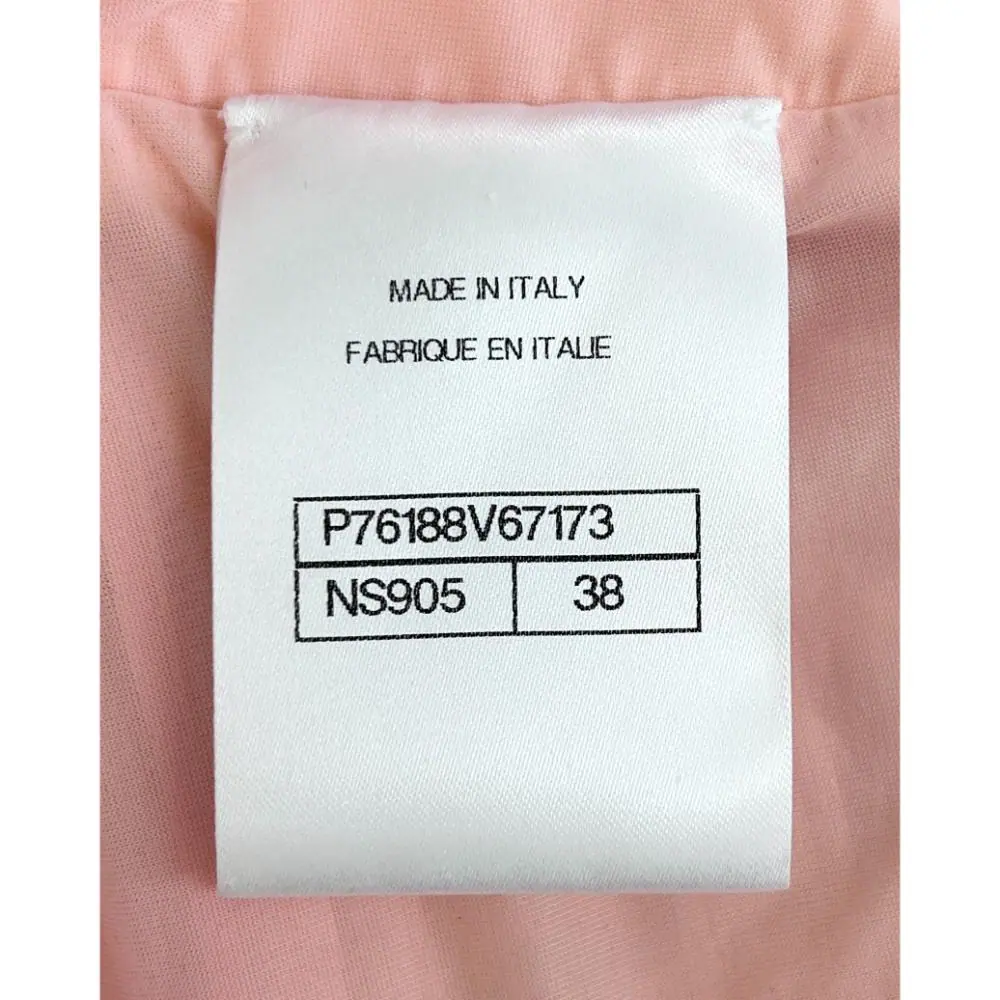 MADE IN ITALY
FABRIQUE EN ITALIE
P76188V67173
NS905 38